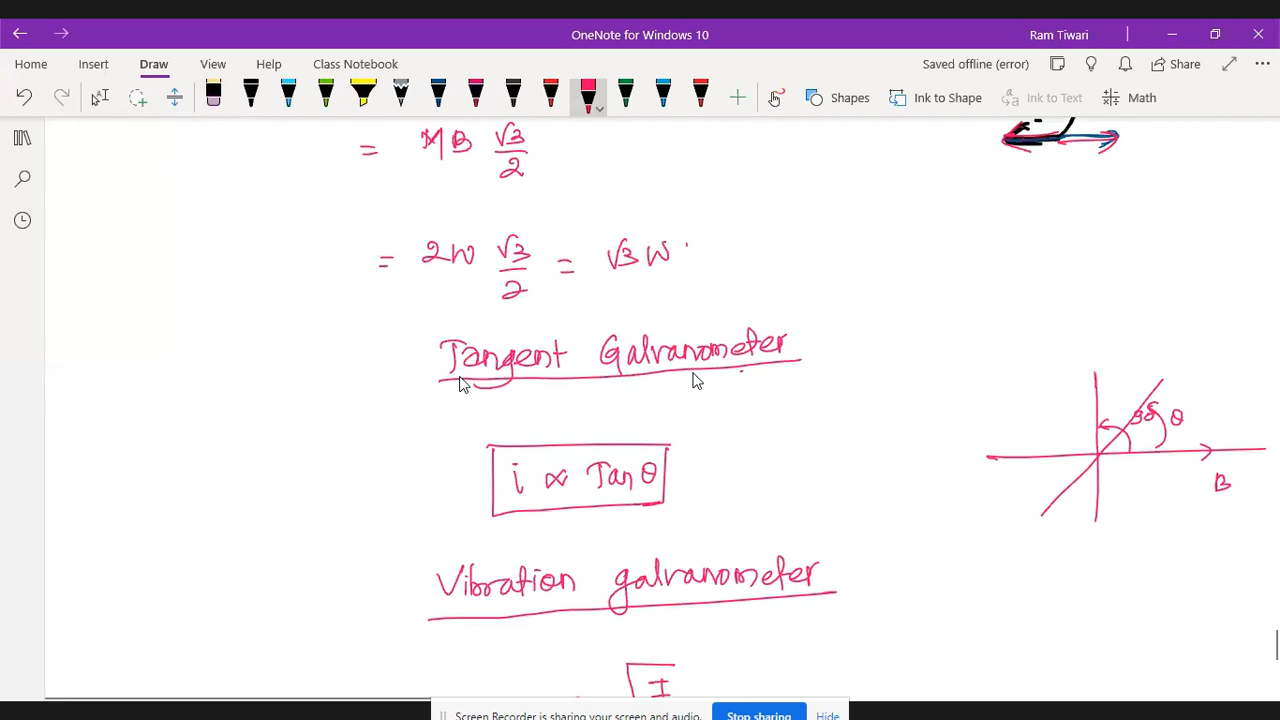 OneNote for Windows 10
Ram Tiwari
Home Insert Draw View Help Class Notebook
Saved offline (error) Share
Shapes Ink to Shape Ink to Text Math
= MB √3/2
= 2W √3/2 = √3 W
Tangent Galvanometer
θ
B
i ∝ Tanθ
Vibration galvanometer
I
Screen Recorder is sharing your screen and audio. Stop sharing Hide